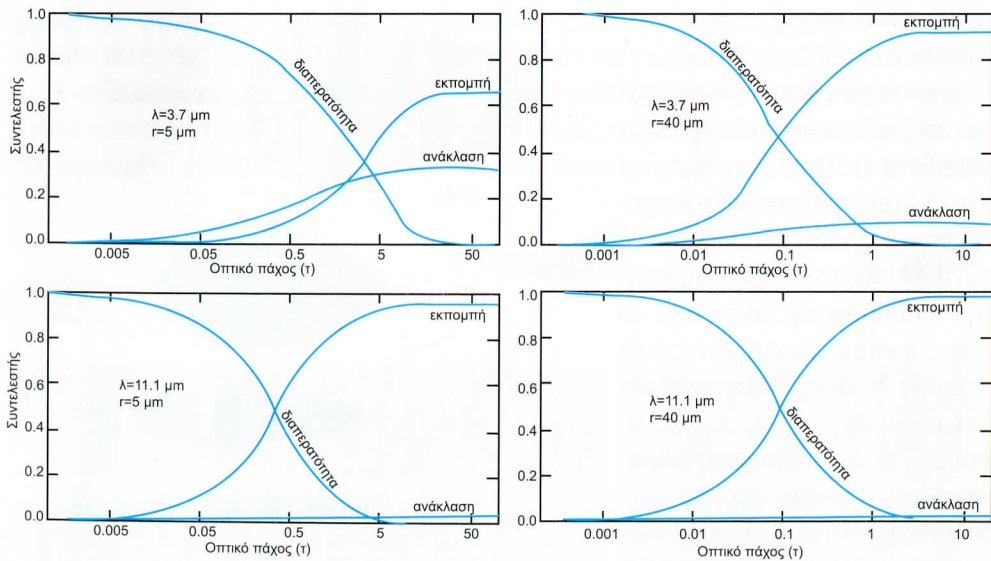 1.0
0.8
0.6
0.4
0.2
0.0
Συντελεστής
λ=3.7 μm
r=5 μm
διαπερατότητα
εκπομπή
ανάκλαση
0.005 0.05 0.5 5 50
Οπτικό πάχος (τ)
1.0
0.8
0.6
0.4
0.2
0.0
λ=3.7 μm
r=40 μm
διαπερατότητα
εκπομπή
ανάκλαση
0.001 0.01 0.1 1 10
Οπτικό πάχος (τ)
1.0
0.8
0.6
0.4
0.2
0.0
Συντελεστής
λ=11.1 μm
r=5 μm
διαπερατότητα
εκπομπή
ανάκλαση
0.005 0.05 0.5 5 50
Οπτικό πάχος (τ)
1.0
0.8
0.6
0.4
0.2
0.0
λ=11.1 μm
r=40 μm
διαπερατότητα
εκπομπή
ανάκλαση
0.001 0.01 0.1 1 10
Οπτικό πάχος (τ)